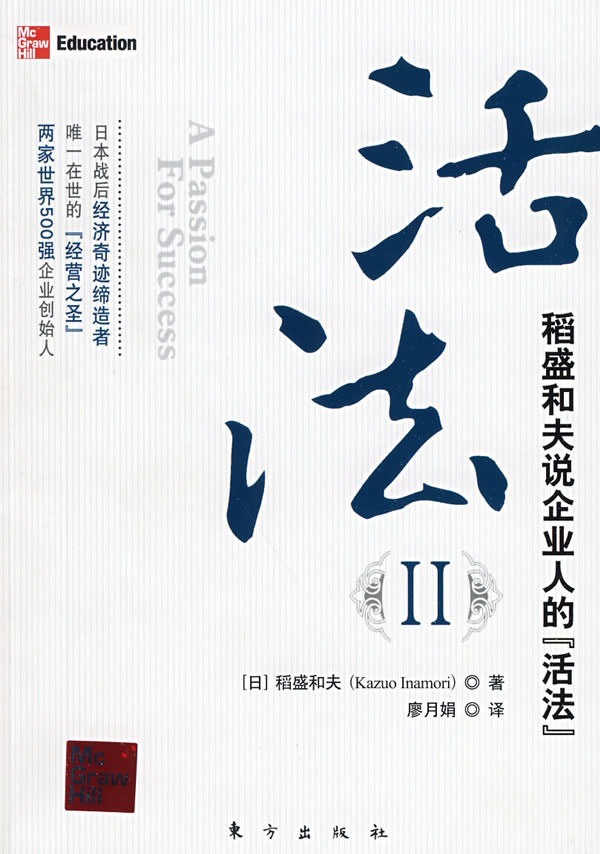 Mc
Graw
Hill
Education
活法
II
稻盛和夫说企业人的『活法』
A Passion
For Success
日本战后经济奇迹缔造者
唯一在世的『经营之圣』
两家世界500强企业创始人
[日] 稻盛和夫 (Kazuo Inamori) ◎ 著
廖月娟 ◎ 译
Mc
Graw
Hill
东方出版社